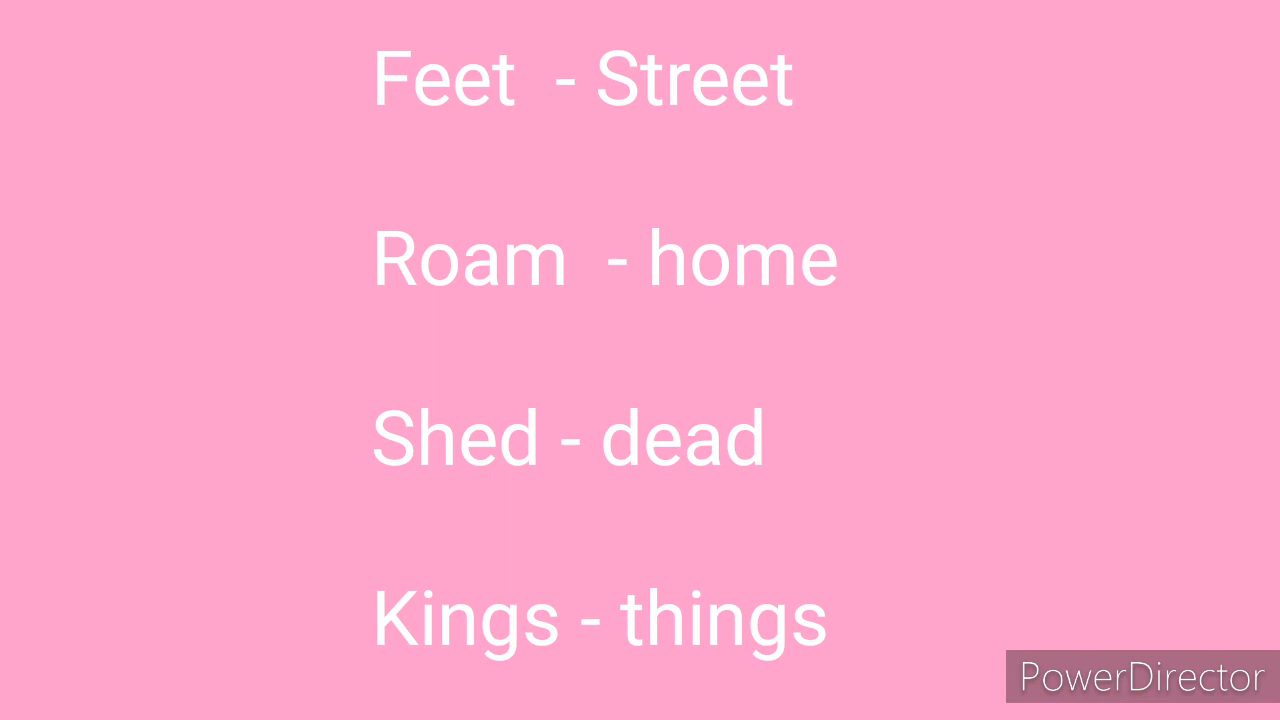 Feet  - Street
Roam  - home
Shed - dead
Kings - things
PowerDirector